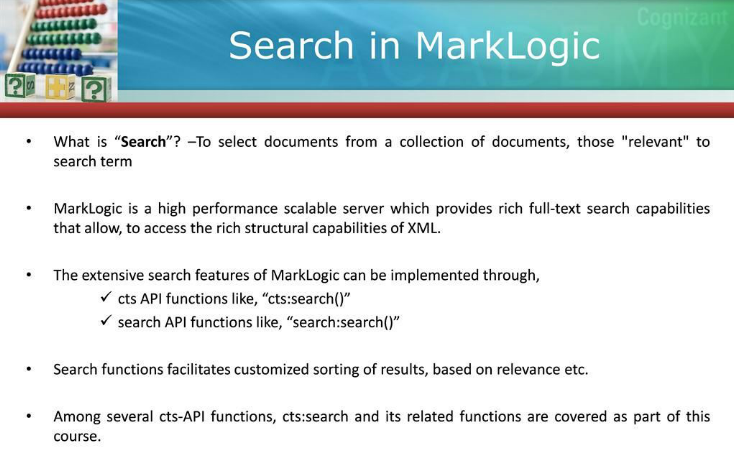 Cognizant
ACADEMY
Search in MarkLogic
? ?
• What is “Search”? –To select documents from a collection of documents, those "relevant" to
search term
• MarkLogic is a high performance scalable server which provides rich full-text search capabilities
that allow, to access the rich structural capabilities of XML.
• The extensive search features of MarkLogic can be implemented through,
✓ cts API functions like, “cts:search()”
✓ search API functions like, “search:search()”
• Search functions facilitates customized sorting of results, based on relevance etc.
• Among several cts-API functions, cts:search and its related functions are covered as part of this
course.